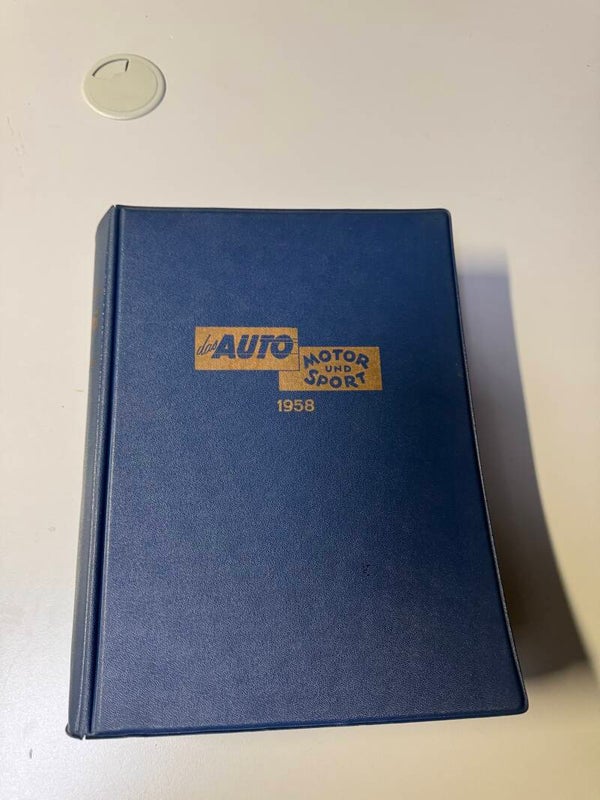 das AUTO
MOTOR
UND
SPORT
1958